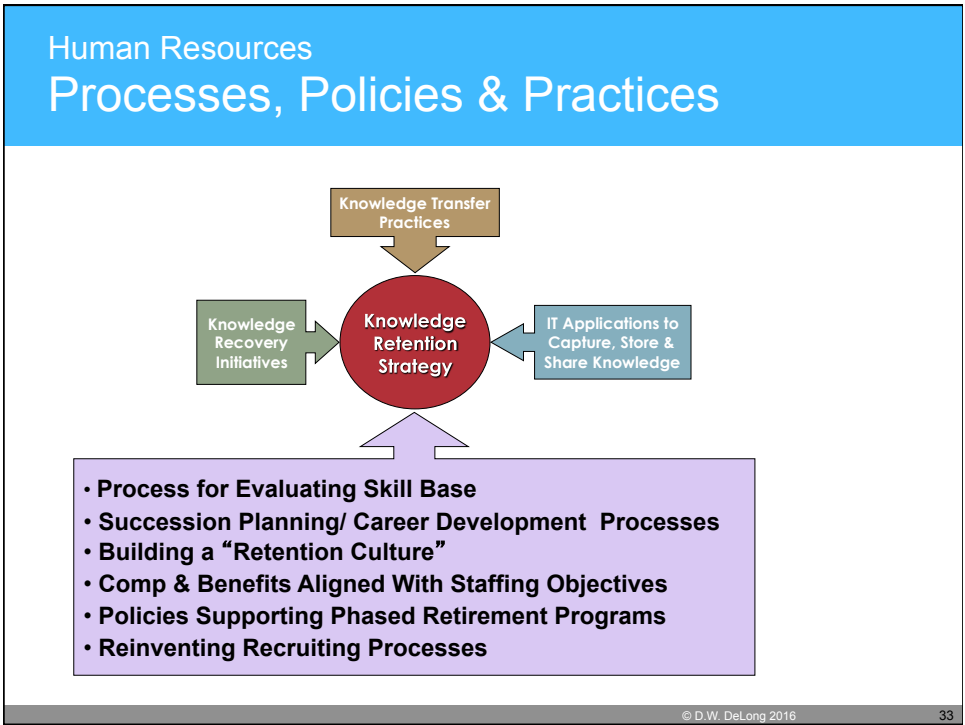 Human Resources
Processes, Policies & Practices
Knowledge Transfer
Practices
Knowledge
Recovery
Initiatives
Knowledge
Retention
Strategy
IT Applications to
Capture, Store &
Share Knowledge
• Process for Evaluating Skill Base
• Succession Planning/ Career Development Processes
• Building a “Retention Culture”
• Comp & Benefits Aligned With Staffing Objectives
• Policies Supporting Phased Retirement Programs
• Reinventing Recruiting Processes
© D.W. DeLong 2016
33